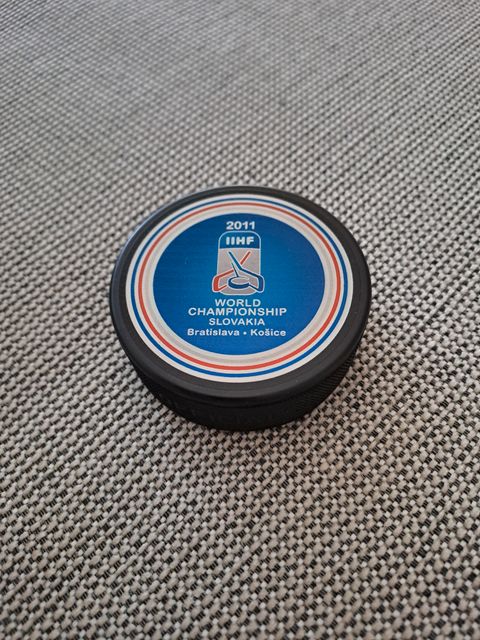 2011
IIHF
WORLD
CHAMPIONSHIP
SLOVAKIA
Bratislava • Košice